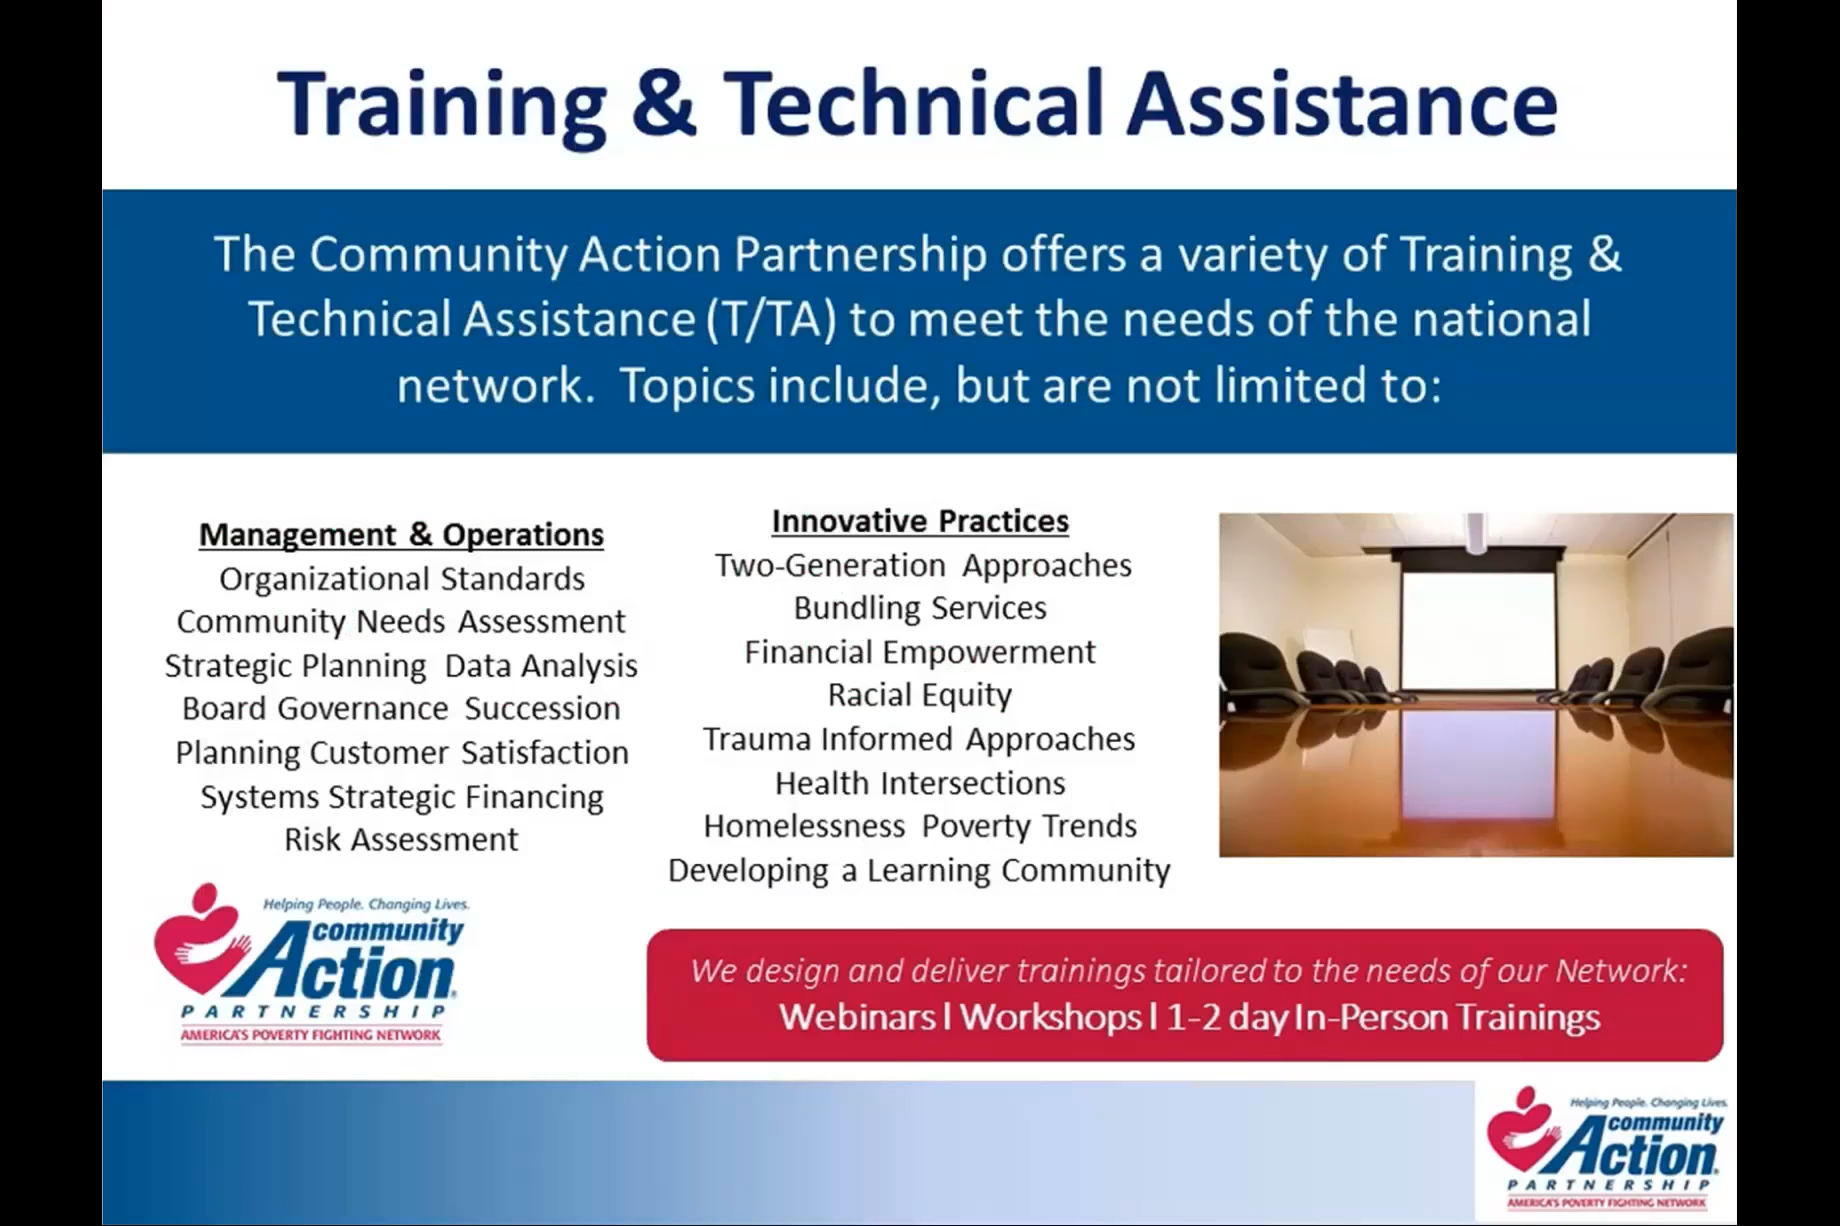 Training & Technical Assistance
The Community Action Partnership offers a variety of Training &
Technical Assistance (T/TA) to meet the needs of the national
network.  Topics include, but are not limited to:
Management & Operations
Organizational Standards
Community Needs Assessment
Strategic Planning  Data Analysis
Board Governance  Succession
Planning Customer Satisfaction
Systems Strategic Financing
Risk Assessment
Innovative Practices
Two-Generation  Approaches
Bundling Services
Financial Empowerment
Racial Equity
Trauma Informed Approaches
Health Intersections
Homelessness  Poverty Trends
Developing a Learning Community
Helping People. Changing Lives.
community
Action
PARTNERSHIP
AMERICA'S POVERTY FIGHTING NETWORK
We design and deliver trainings tailored to the needs of our Network:
Webinars | Workshops | 1-2 day In-Person Trainings
Helping People. Changing Lives.
community
Action
PARTNERSHIP
AMERICA'S POVERTY FIGHTING NETWORK